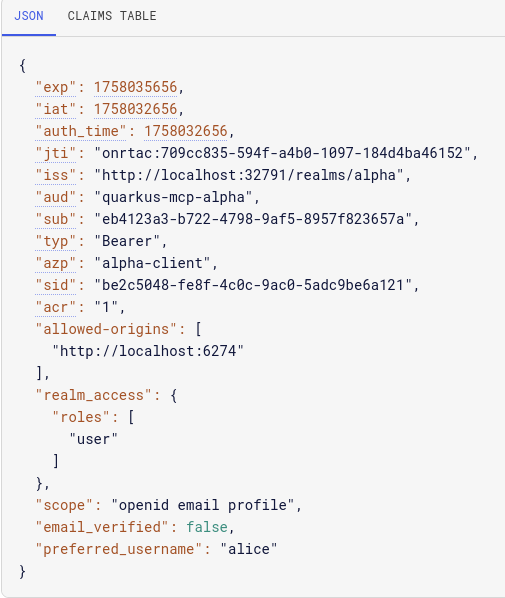 JSON CLAIMS TABLE
{
"exp": 1758035656,
"iat": 1758032656,
"auth_time": 1758032656,
"jti": "onrtac:709cc835-594f-a4b0-1097-184d4ba46152",
"iss": "http://localhost:32791/realms/alpha",
"aud": "quarkus-mcp-alpha",
"sub": "eb4123a3-b722-4798-9af5-8957f823657a",
"typ": "Bearer",
"azp": "alpha-client",
"sid": "be2c5048-fe8f-4c0c-9ac0-5adc9be6a121",
"acr": "1",
"allowed-origins": [
"http://localhost:6274"
],
"realm_access": {
"roles": [
"user"
]
},
"scope": "openid email profile",
"email_verified": false,
"preferred_username": "alice"
}